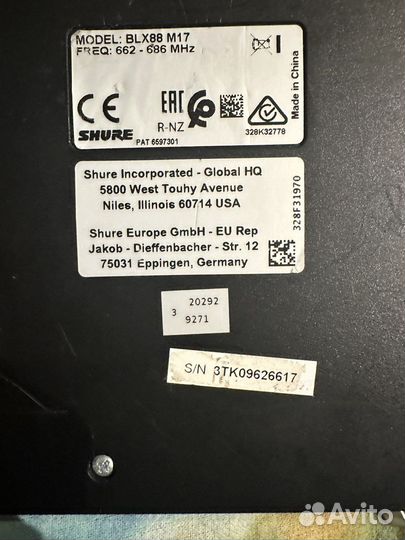 MODEL: BLX88 M17
FREQ: 662 - 686 MHz
CE
SHURE
EAC
R-NZ
PAT 6597301
328K32778
Made in China
Shure Incorporated - Global HQ
5800 West Touhy Avenue
Niles, Illinois 60714 USA
Shure Europe GmbH - EU Rep
Jakob - Dieffenbacher - Str. 12
75031 Eppingen, Germany
328F31970
3 20292
9271
S/N 3TK09626617
Avito